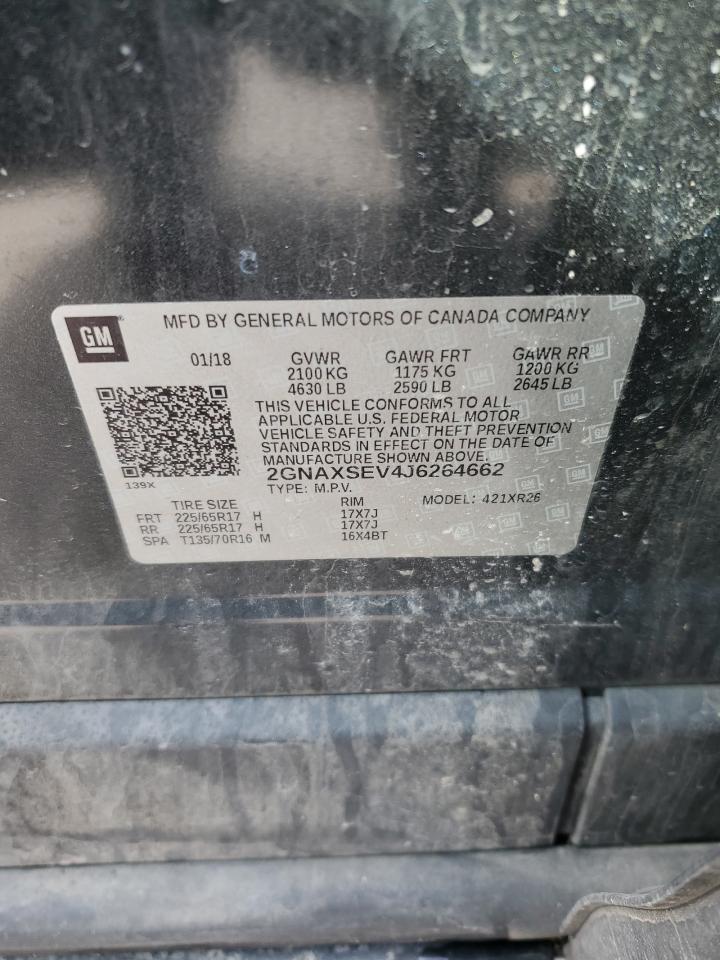 GM
MFD BY GENERAL MOTORS OF CANADA COMPANY
01/18 GVWR GAWR FRT GAWR RR
2100 KG 1175 KG 1200 KG
4630 LB 2590 LB 2645 LB
THIS VEHICLE CONFORMS TO ALL
APPLICABLE U.S. FEDERAL MOTOR
VEHICLE SAFETY AND THEFT PREVENTION
STANDARDS IN EFFECT ON THE DATE OF
MANUFACTURE SHOWN ABOVE.
2GNAXSEV4J6264662
139X TYPE: M.P.V. MODEL: 421XR26
TIRE SIZE RIM
FRT 225/65R17 H 17X7J
RR 225/65R17 H 17X7J
SPA T135/70R16 M 16X4BT